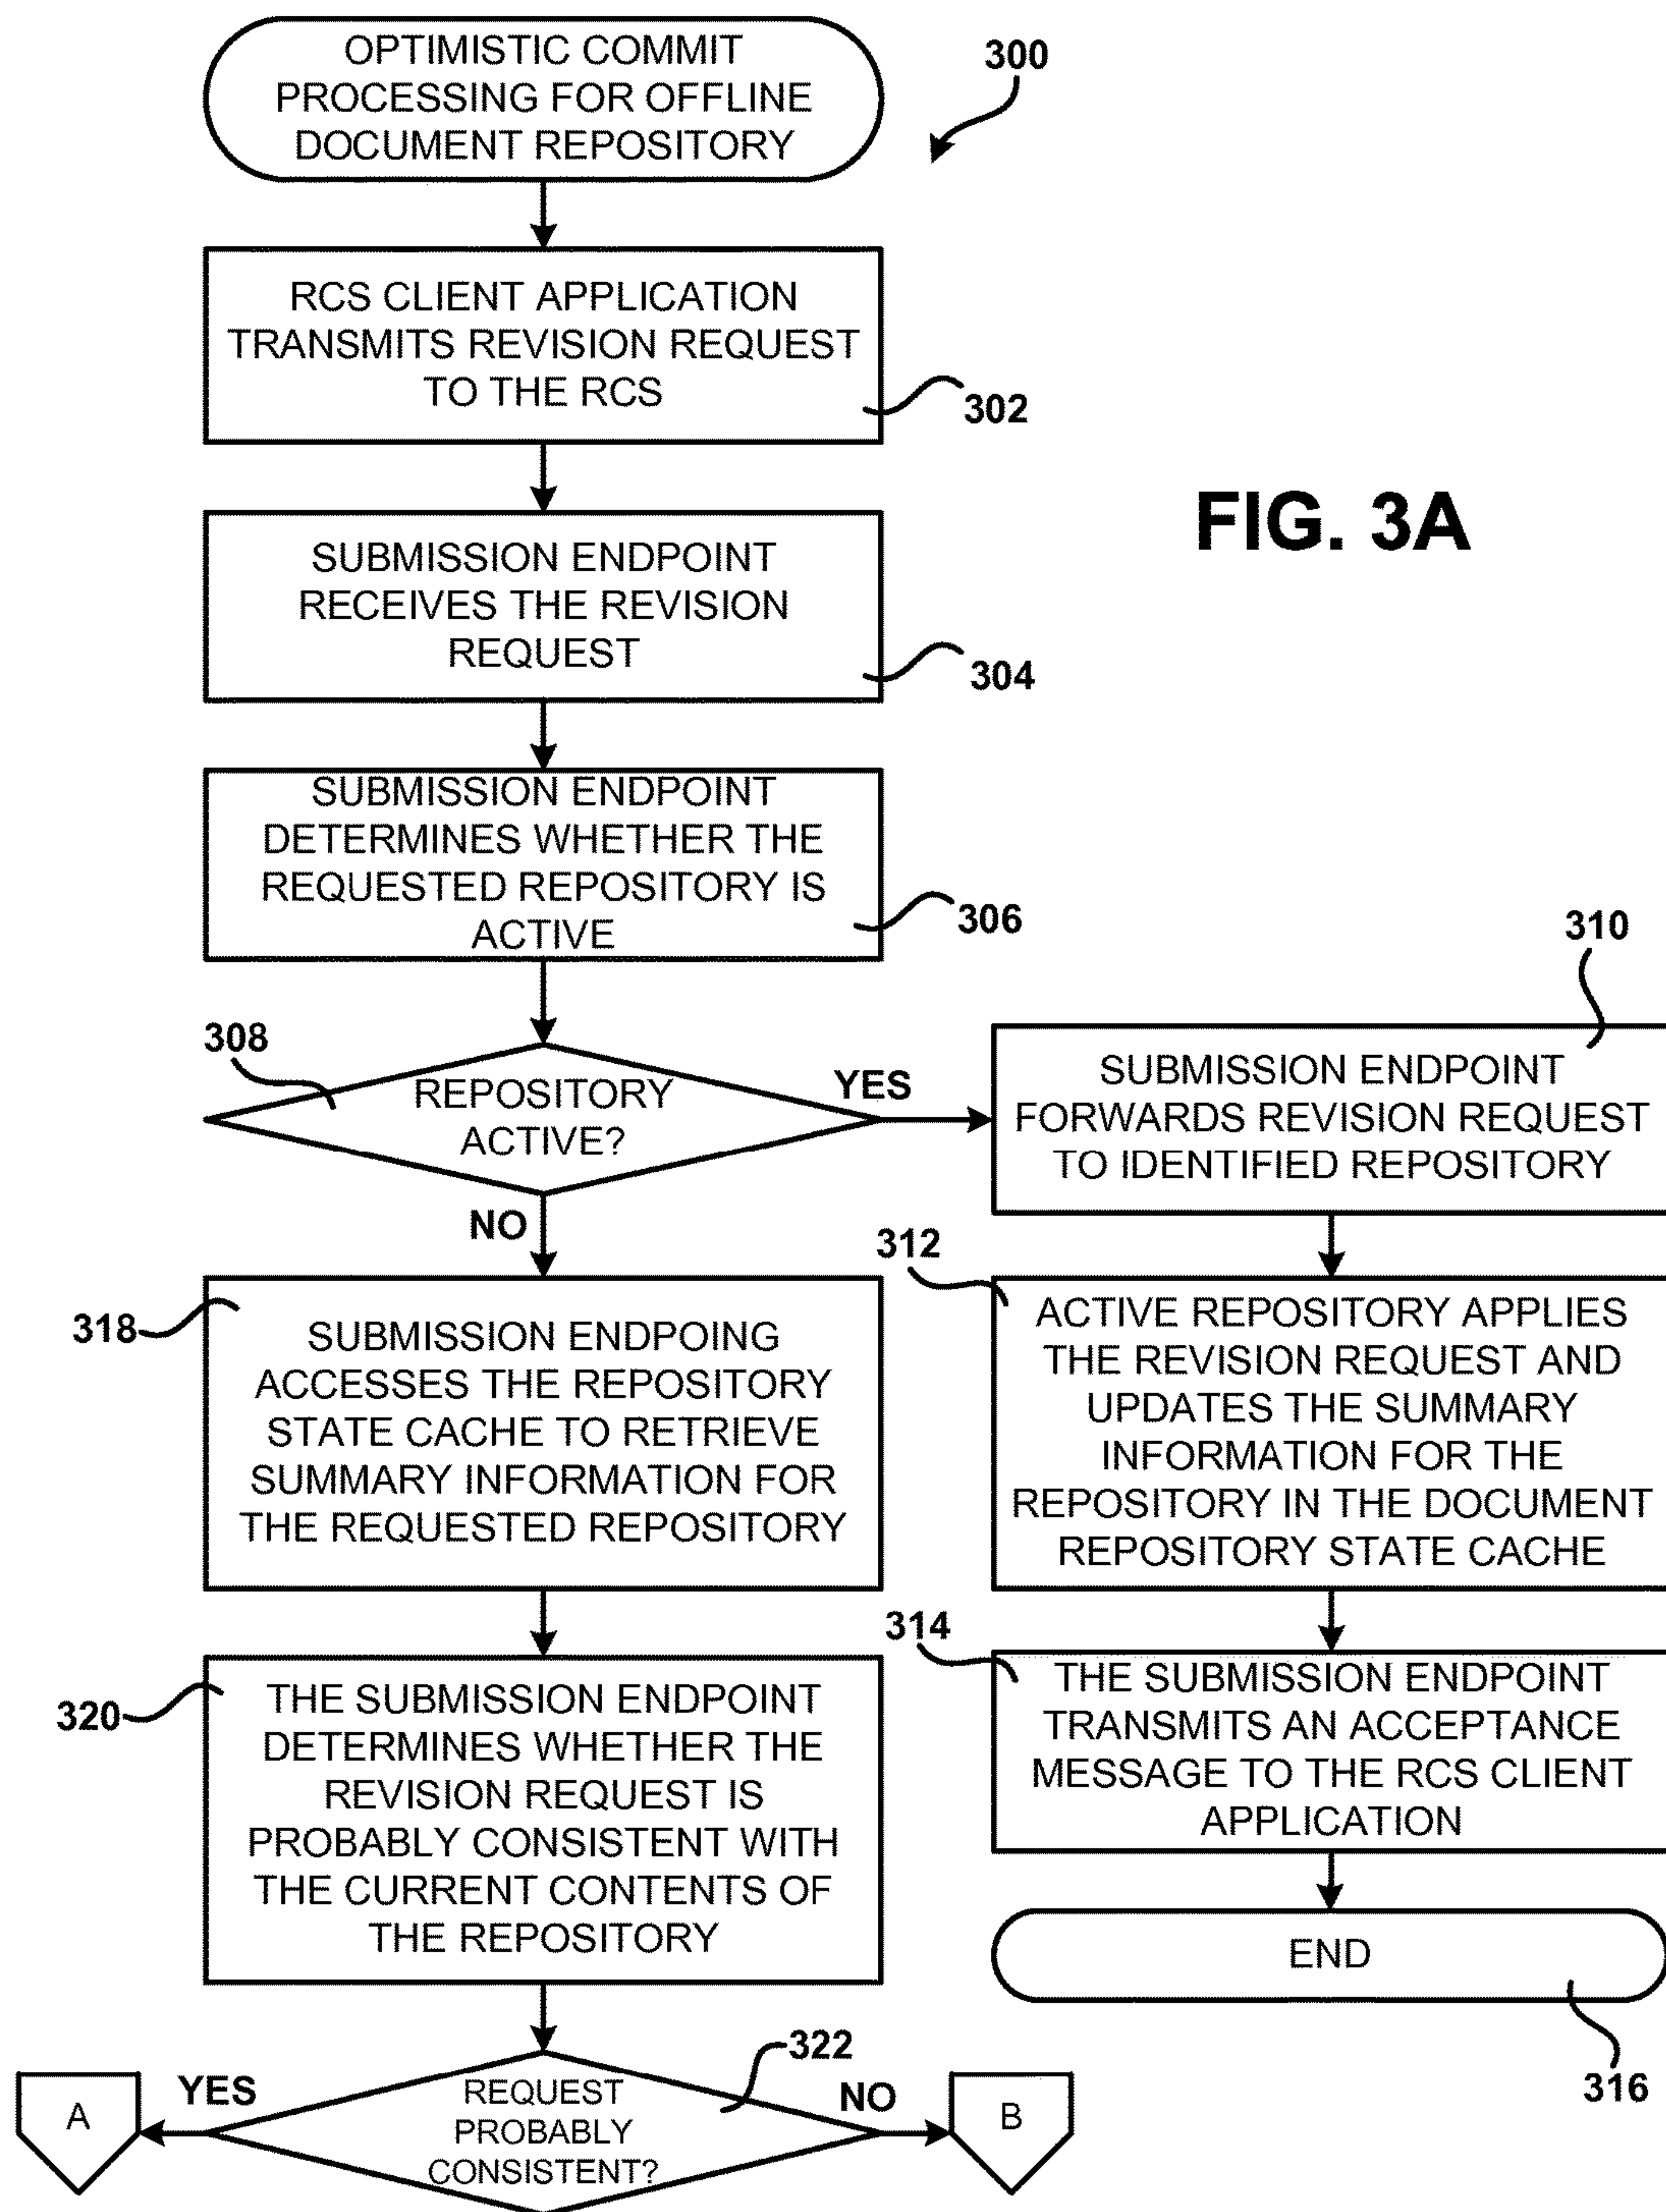 OPTIMISTIC COMMIT
PROCESSING FOR OFFLINE
DOCUMENT REPOSITORY
300
RCS CLIENT APPLICATION
TRANSMITS REVISION REQUEST
TO THE RCS
302
FIG. 3A
SUBMISSION ENDPOINT
RECEIVES THE REVISION
REQUEST
304
SUBMISSION ENDPOINT
DETERMINES WHETHER THE
REQUESTED REPOSITORY IS
ACTIVE
306
308
REPOSITORY
ACTIVE?
YES
NO
310
SUBMISSION ENDPOINT
FORWARDS REVISION REQUEST
TO IDENTIFIED REPOSITORY
312
ACTIVE REPOSITORY APPLIES
THE REVISION REQUEST AND
UPDATES THE SUMMARY
INFORMATION FOR THE
REPOSITORY IN THE DOCUMENT
REPOSITORY STATE CACHE
314
THE SUBMISSION ENDPOINT
TRANSMITS AN ACCEPTANCE
MESSAGE TO THE RCS CLIENT
APPLICATION
END
316
318
SUBMISSION ENDPOING
ACCESSES THE REPOSITORY
STATE CACHE TO RETRIEVE
SUMMARY INFORMATION FOR
THE REQUESTED REPOSITORY
320
THE SUBMISSION ENDPOINT
DETERMINES WHETHER THE
REVISION REQUEST IS
PROBABLY CONSISTENT WITH
THE CURRENT CONTENTS OF
THE REPOSITORY
322
REQUEST
PROBABLY
CONSISTENT?
YES
A
NO
B